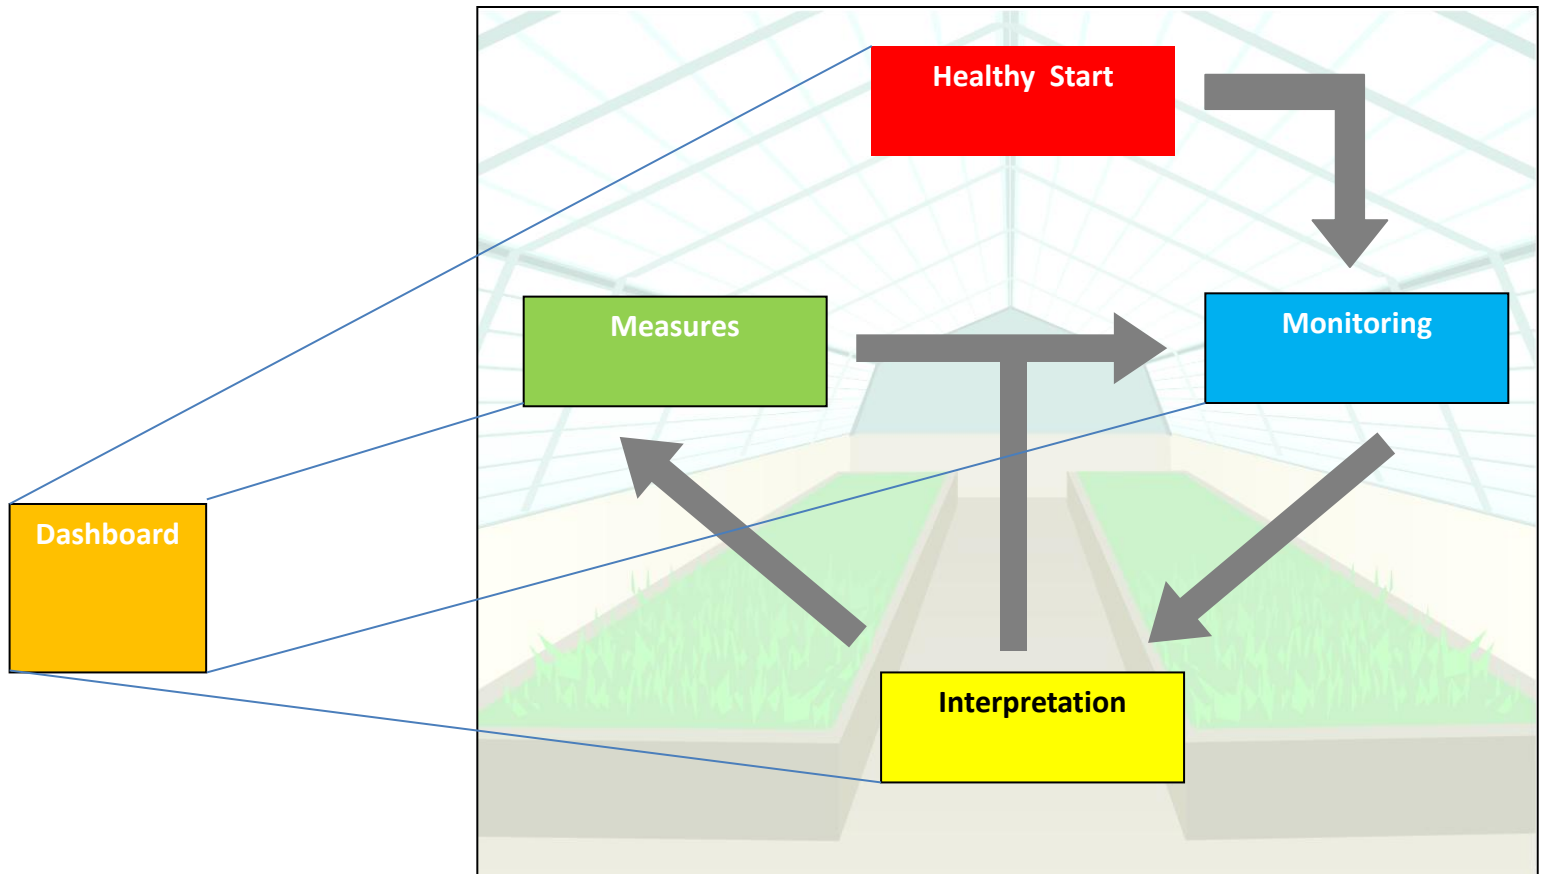 Healthy Start
Measures
Monitoring
Dashboard
Interpretation